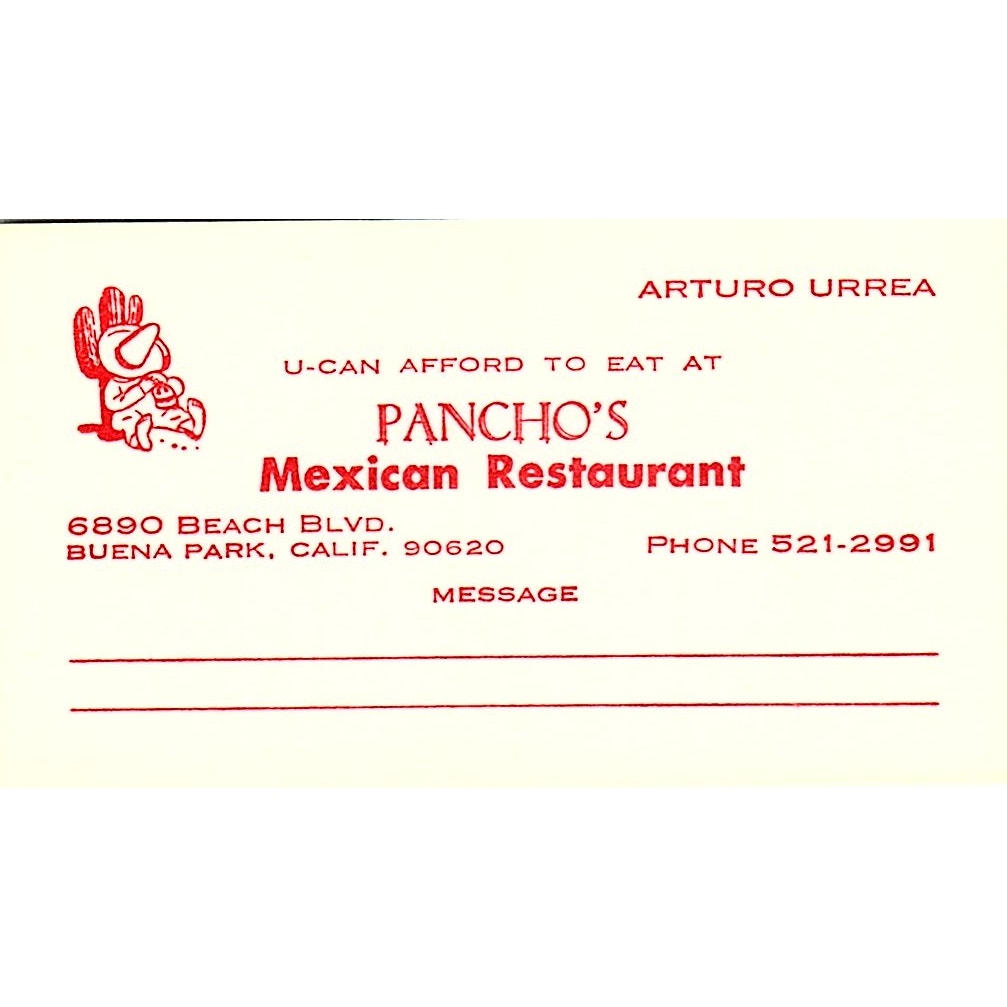 ARTURO URREA
U-CAN AFFORD TO EAT AT
PANCHO'S
Mexican Restaurant
6890 BEACH BLVD.
BUENA PARK, CALIF. 90620
PHONE 521-2991
MESSAGE